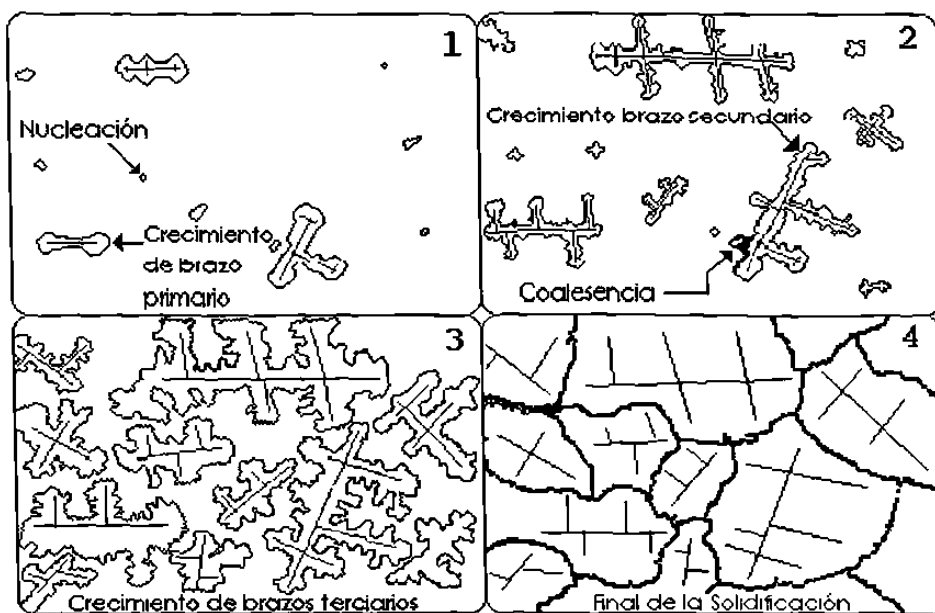 1
Nucleación
Crecimiento
de brazo
primario
2
Crecimiento brazo secundario
Coalesencia
3
Crecimiento de brazos terciarios
4
Final de la Solidificación